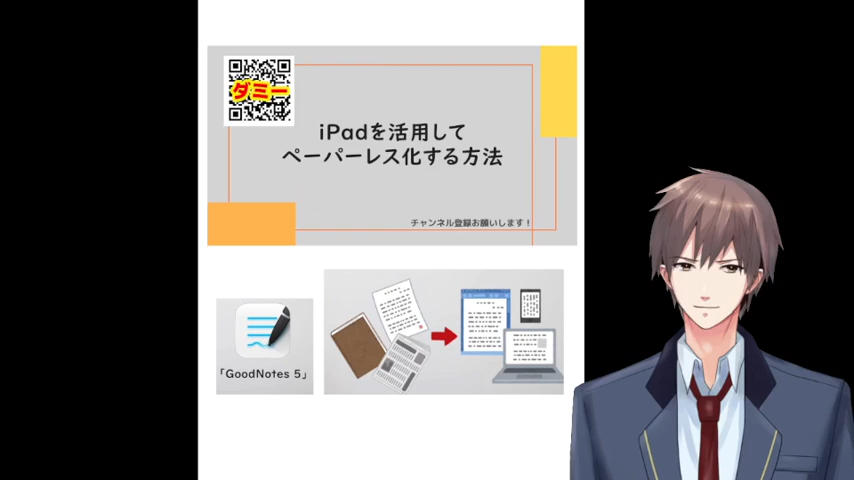 ダミー
iPadを活用して
ペーパーレス化する方法
チャンネル登録お願いします!
「GoodNotes 5」